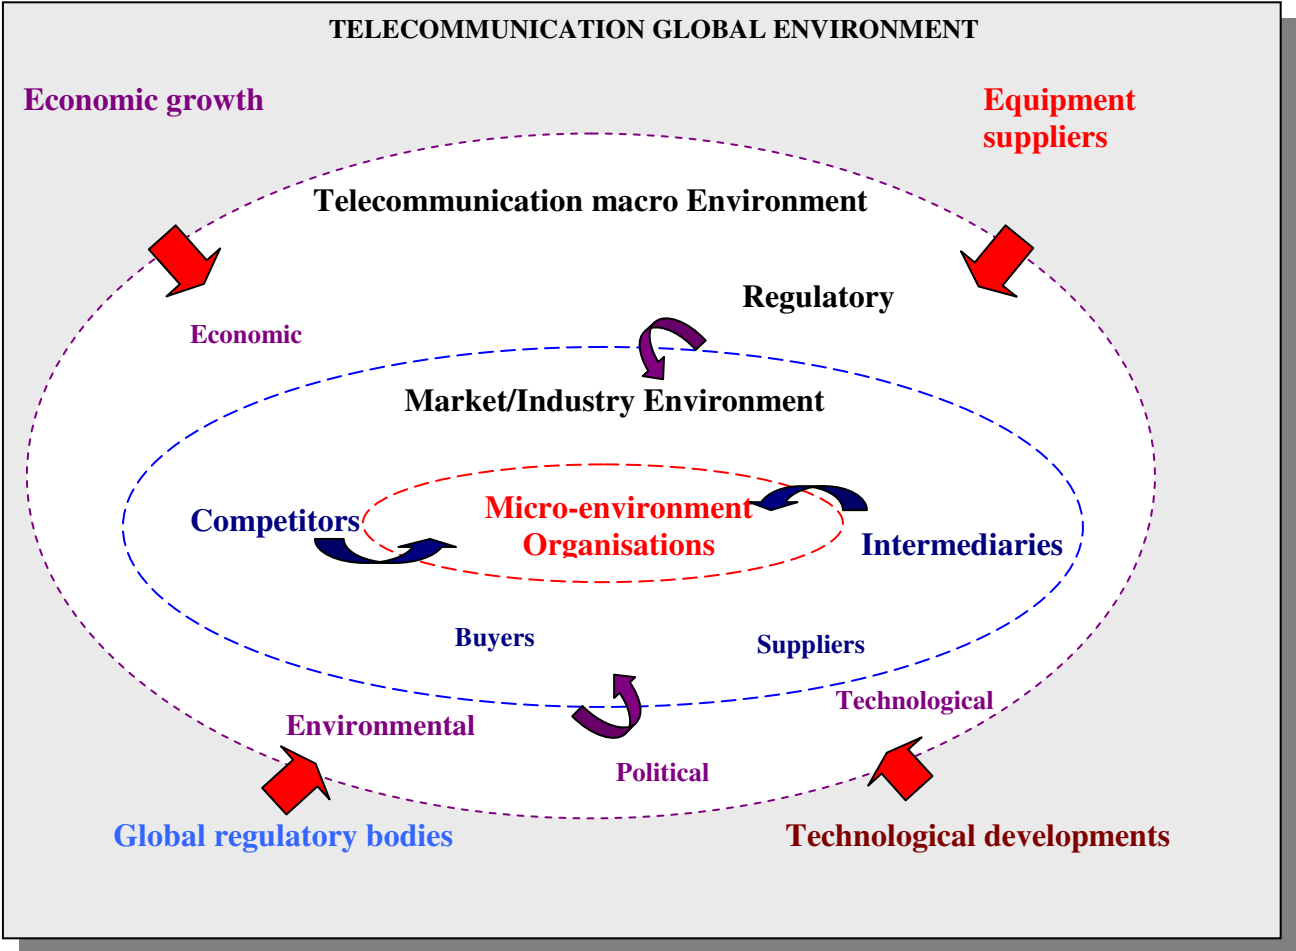 TELECOMMUNICATION GLOBAL ENVIRONMENT
Economic growth
Equipment
suppliers
Telecommunication macro Environment
Regulatory
Economic
Market/Industry Environment
Micro-environment
Organisations
Competitors
Intermediaries
Buyers
Suppliers
Technological
Environmental
Political
Global regulatory bodies
Technological developments